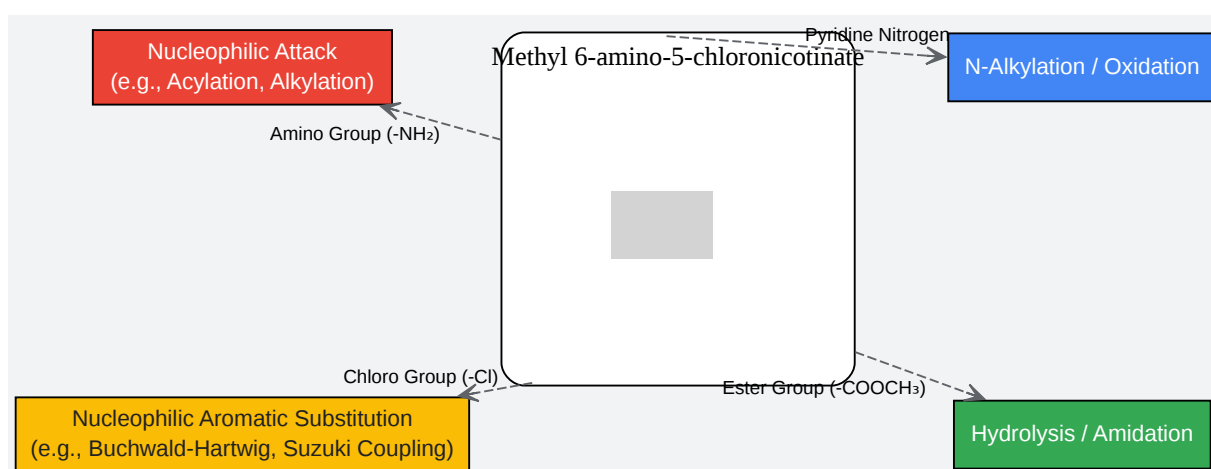 Nucleophilic Attack
(e.g., Acylation, Alkylation)
Methyl 6-amino-5-chloronicotinate
Pyridine Nitrogen
N-Alkylation / Oxidation
Amino Group (-NH₂)
Chloro Group (-Cl)
Ester Group (-COOCH₃)
Nucleophilic Aromatic Substitution
(e.g., Buchwald-Hartwig, Suzuki Coupling)
Hydrolysis / Amidation